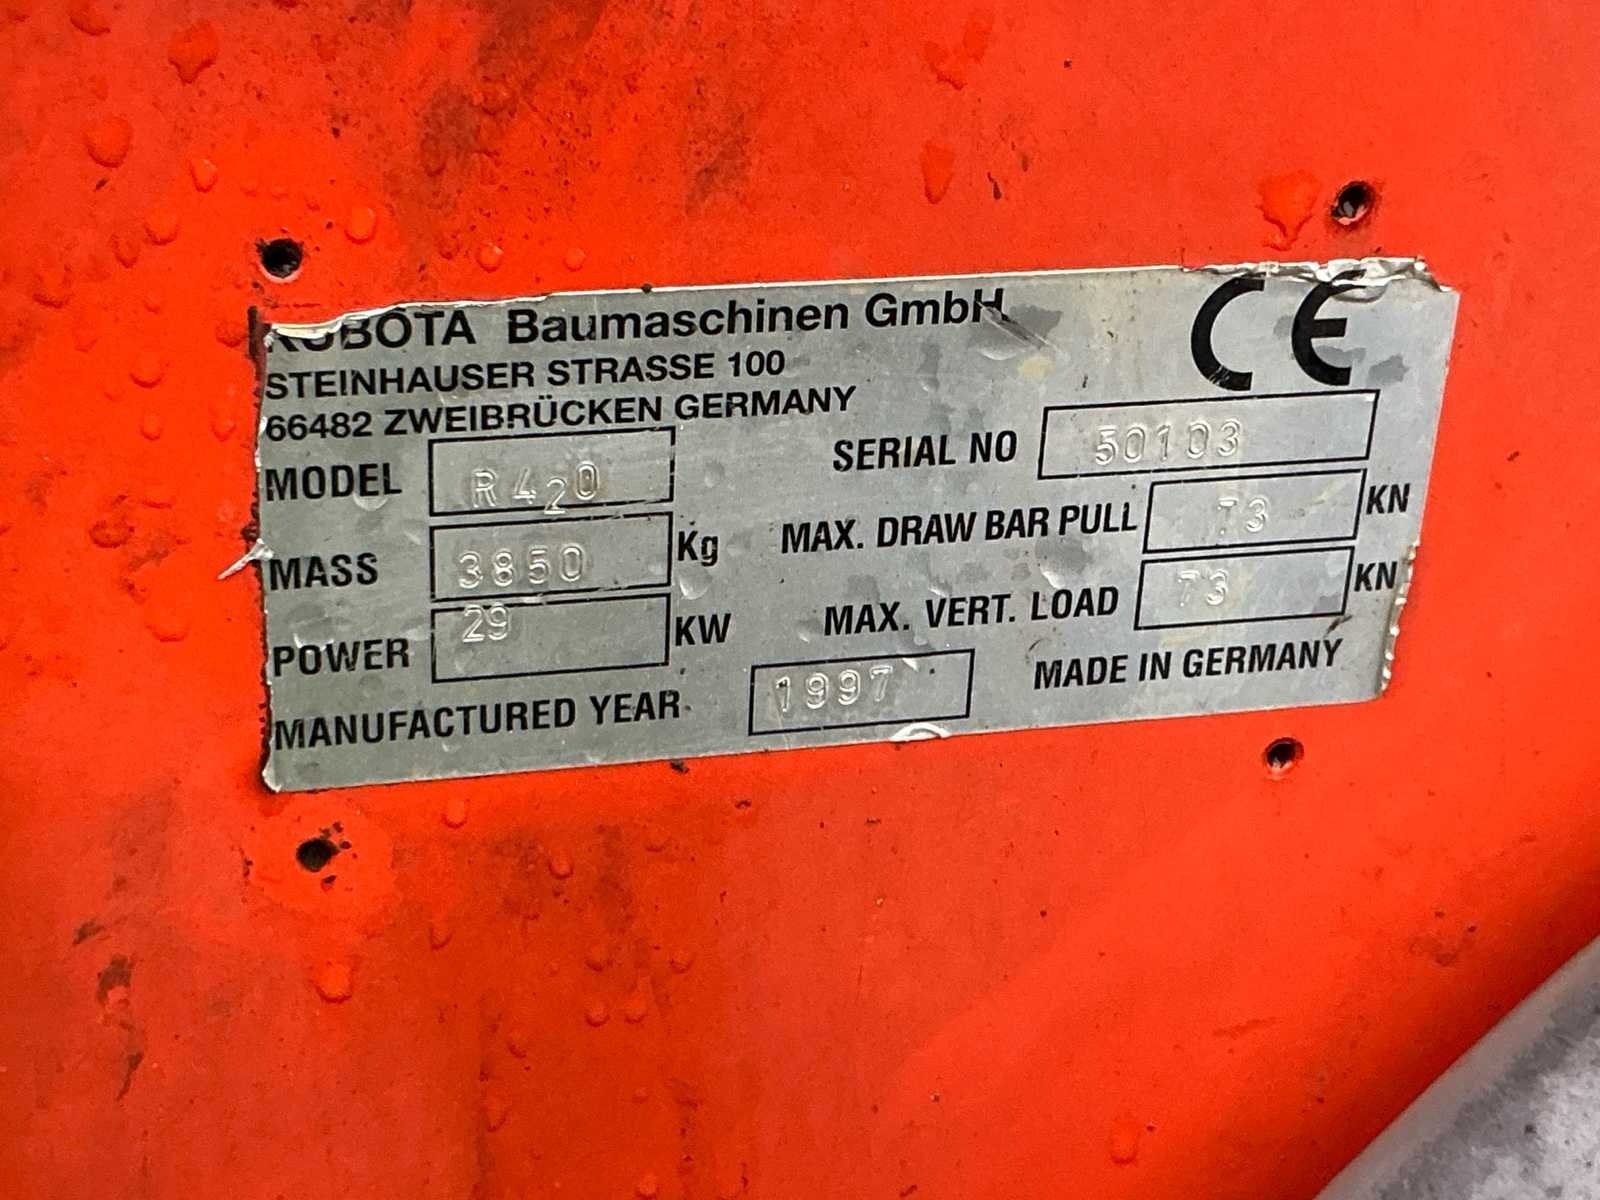 KUBOTA Baumaschinen GmbH CE
STEINHAUSER STRASSE 100
66482 ZWEIBRÜCKEN GERMANY
MODEL R420 SERIAL NO 50103
MASS 3850 Kg MAX. DRAW BAR PULL 73 KN
POWER 29 KW MAX. VERT. LOAD 73 KN
MANUFACTURED YEAR 1997 MADE IN GERMANY